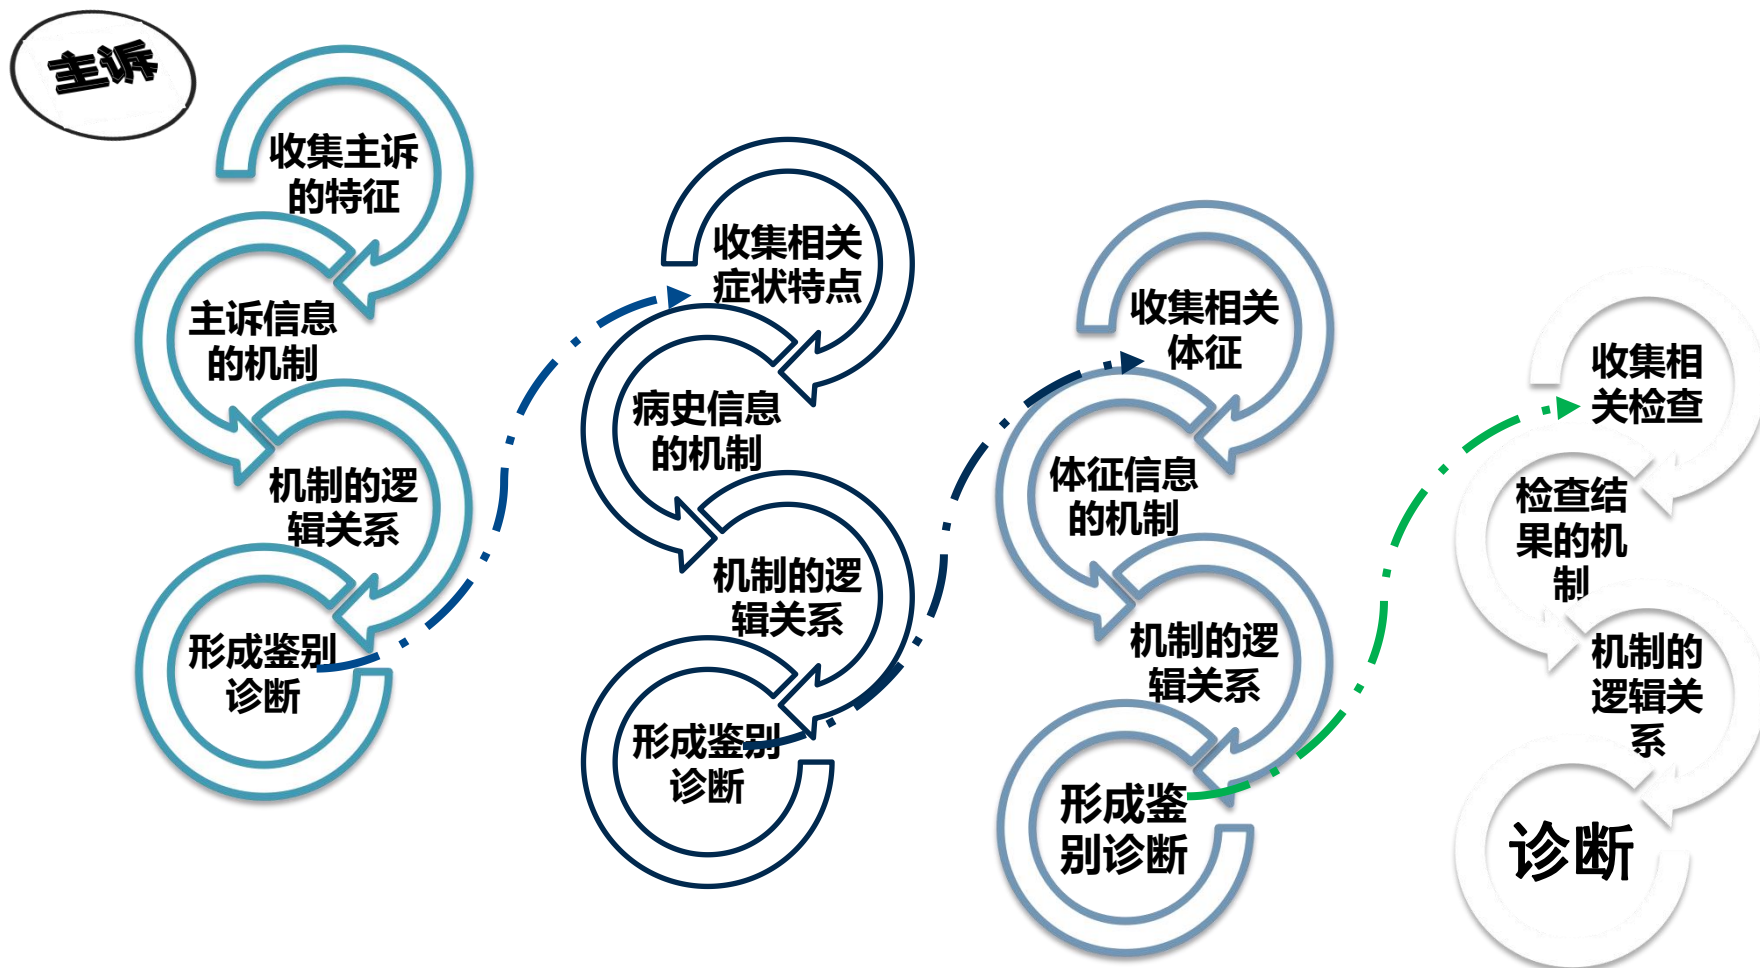 主诉
收集主诉
的特征
主诉信息
的机制
机制的逻
辑关系
形成鉴别
诊断
收集相关
症状特点
病史信息
的机制
机制的逻
辑关系
形成鉴别
诊断
收集相关
体征
体征信息
的机制
机制的逻
辑关系
形成鉴
别诊断
收集相
关检查
检查结
果的机
制
机制的
逻辑关
系
诊断